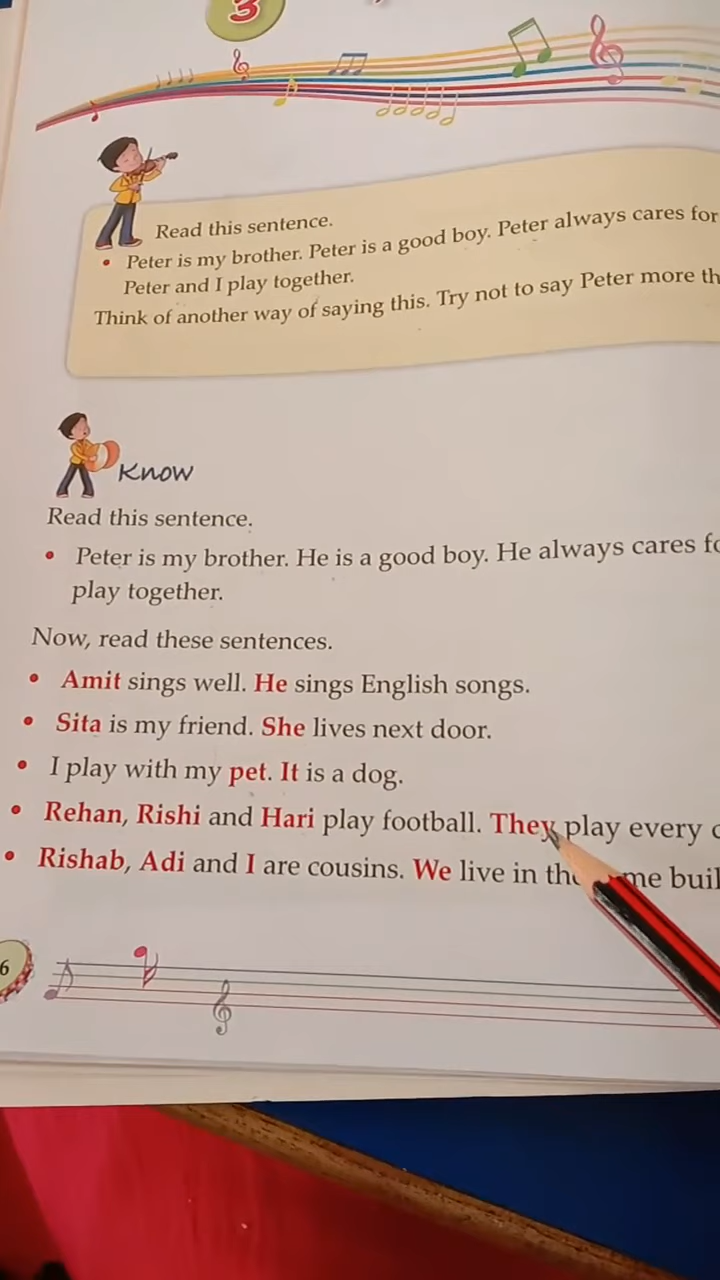 3
Read this sentence.
• Peter is my brother. Peter is a good boy. Peter always cares for
Peter and I play together.
Think of another way of saying this. Try not to say Peter more
Know
Read this sentence.
• Peter is my brother. He is a good boy. He always cares
play together.
Now, read these sentences.
• Amit sings well. He sings English songs.
• Sita is my friend. She lives next door.
• I play with my pet. It is a dog.
• Rehan, Rishi and Hari play football. They play every
• Rishab, Adi and I are cousins. We live in
6